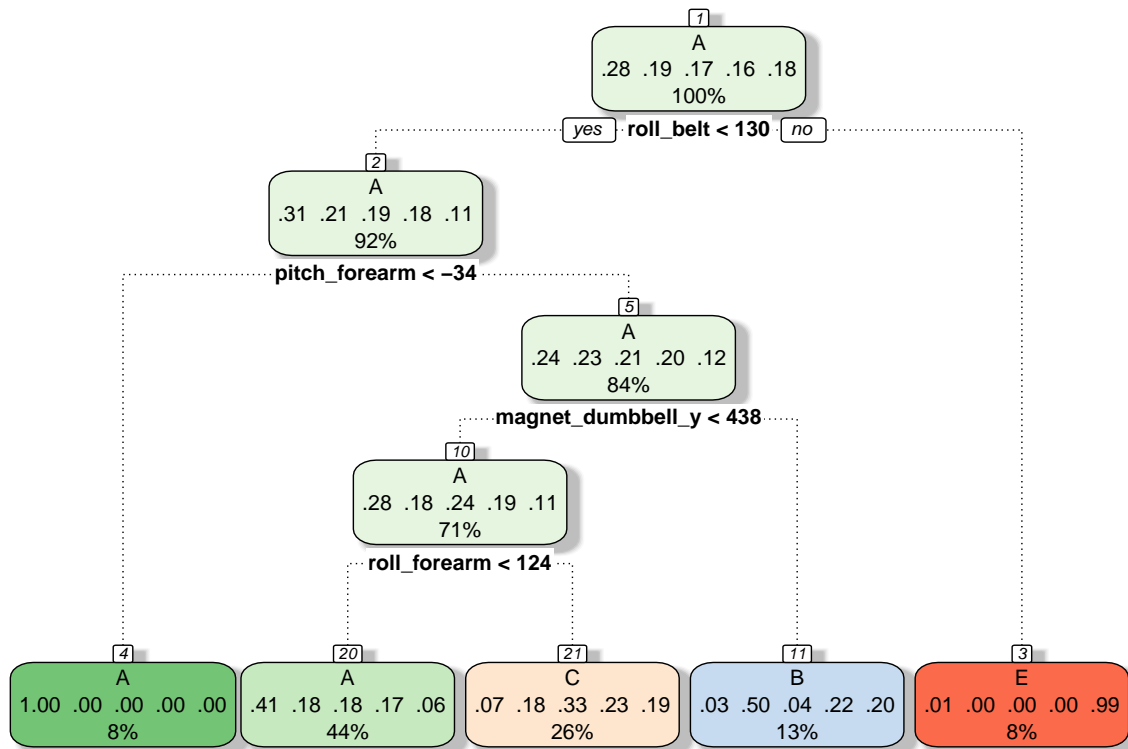 1
A
.28 .19 .17 .16 .18
100%
yes roll_belt < 130 no
2
A
.31 .21 .19 .18 .11
92%
pitch_forearm < −34
5
A
.24 .23 .21 .20 .12
84%
magnet_dumbbell_y < 438
10
A
.28 .18 .24 .19 .11
71%
roll_forearm < 124
4
A
1.00 .00 .00 .00 .00
8%
20
A
.41 .18 .18 .17 .06
44%
21
C
.07 .18 .33 .23 .19
26%
11
B
.03 .50 .04 .22 .20
13%
3
E
.01 .00 .00 .00 .99
8%